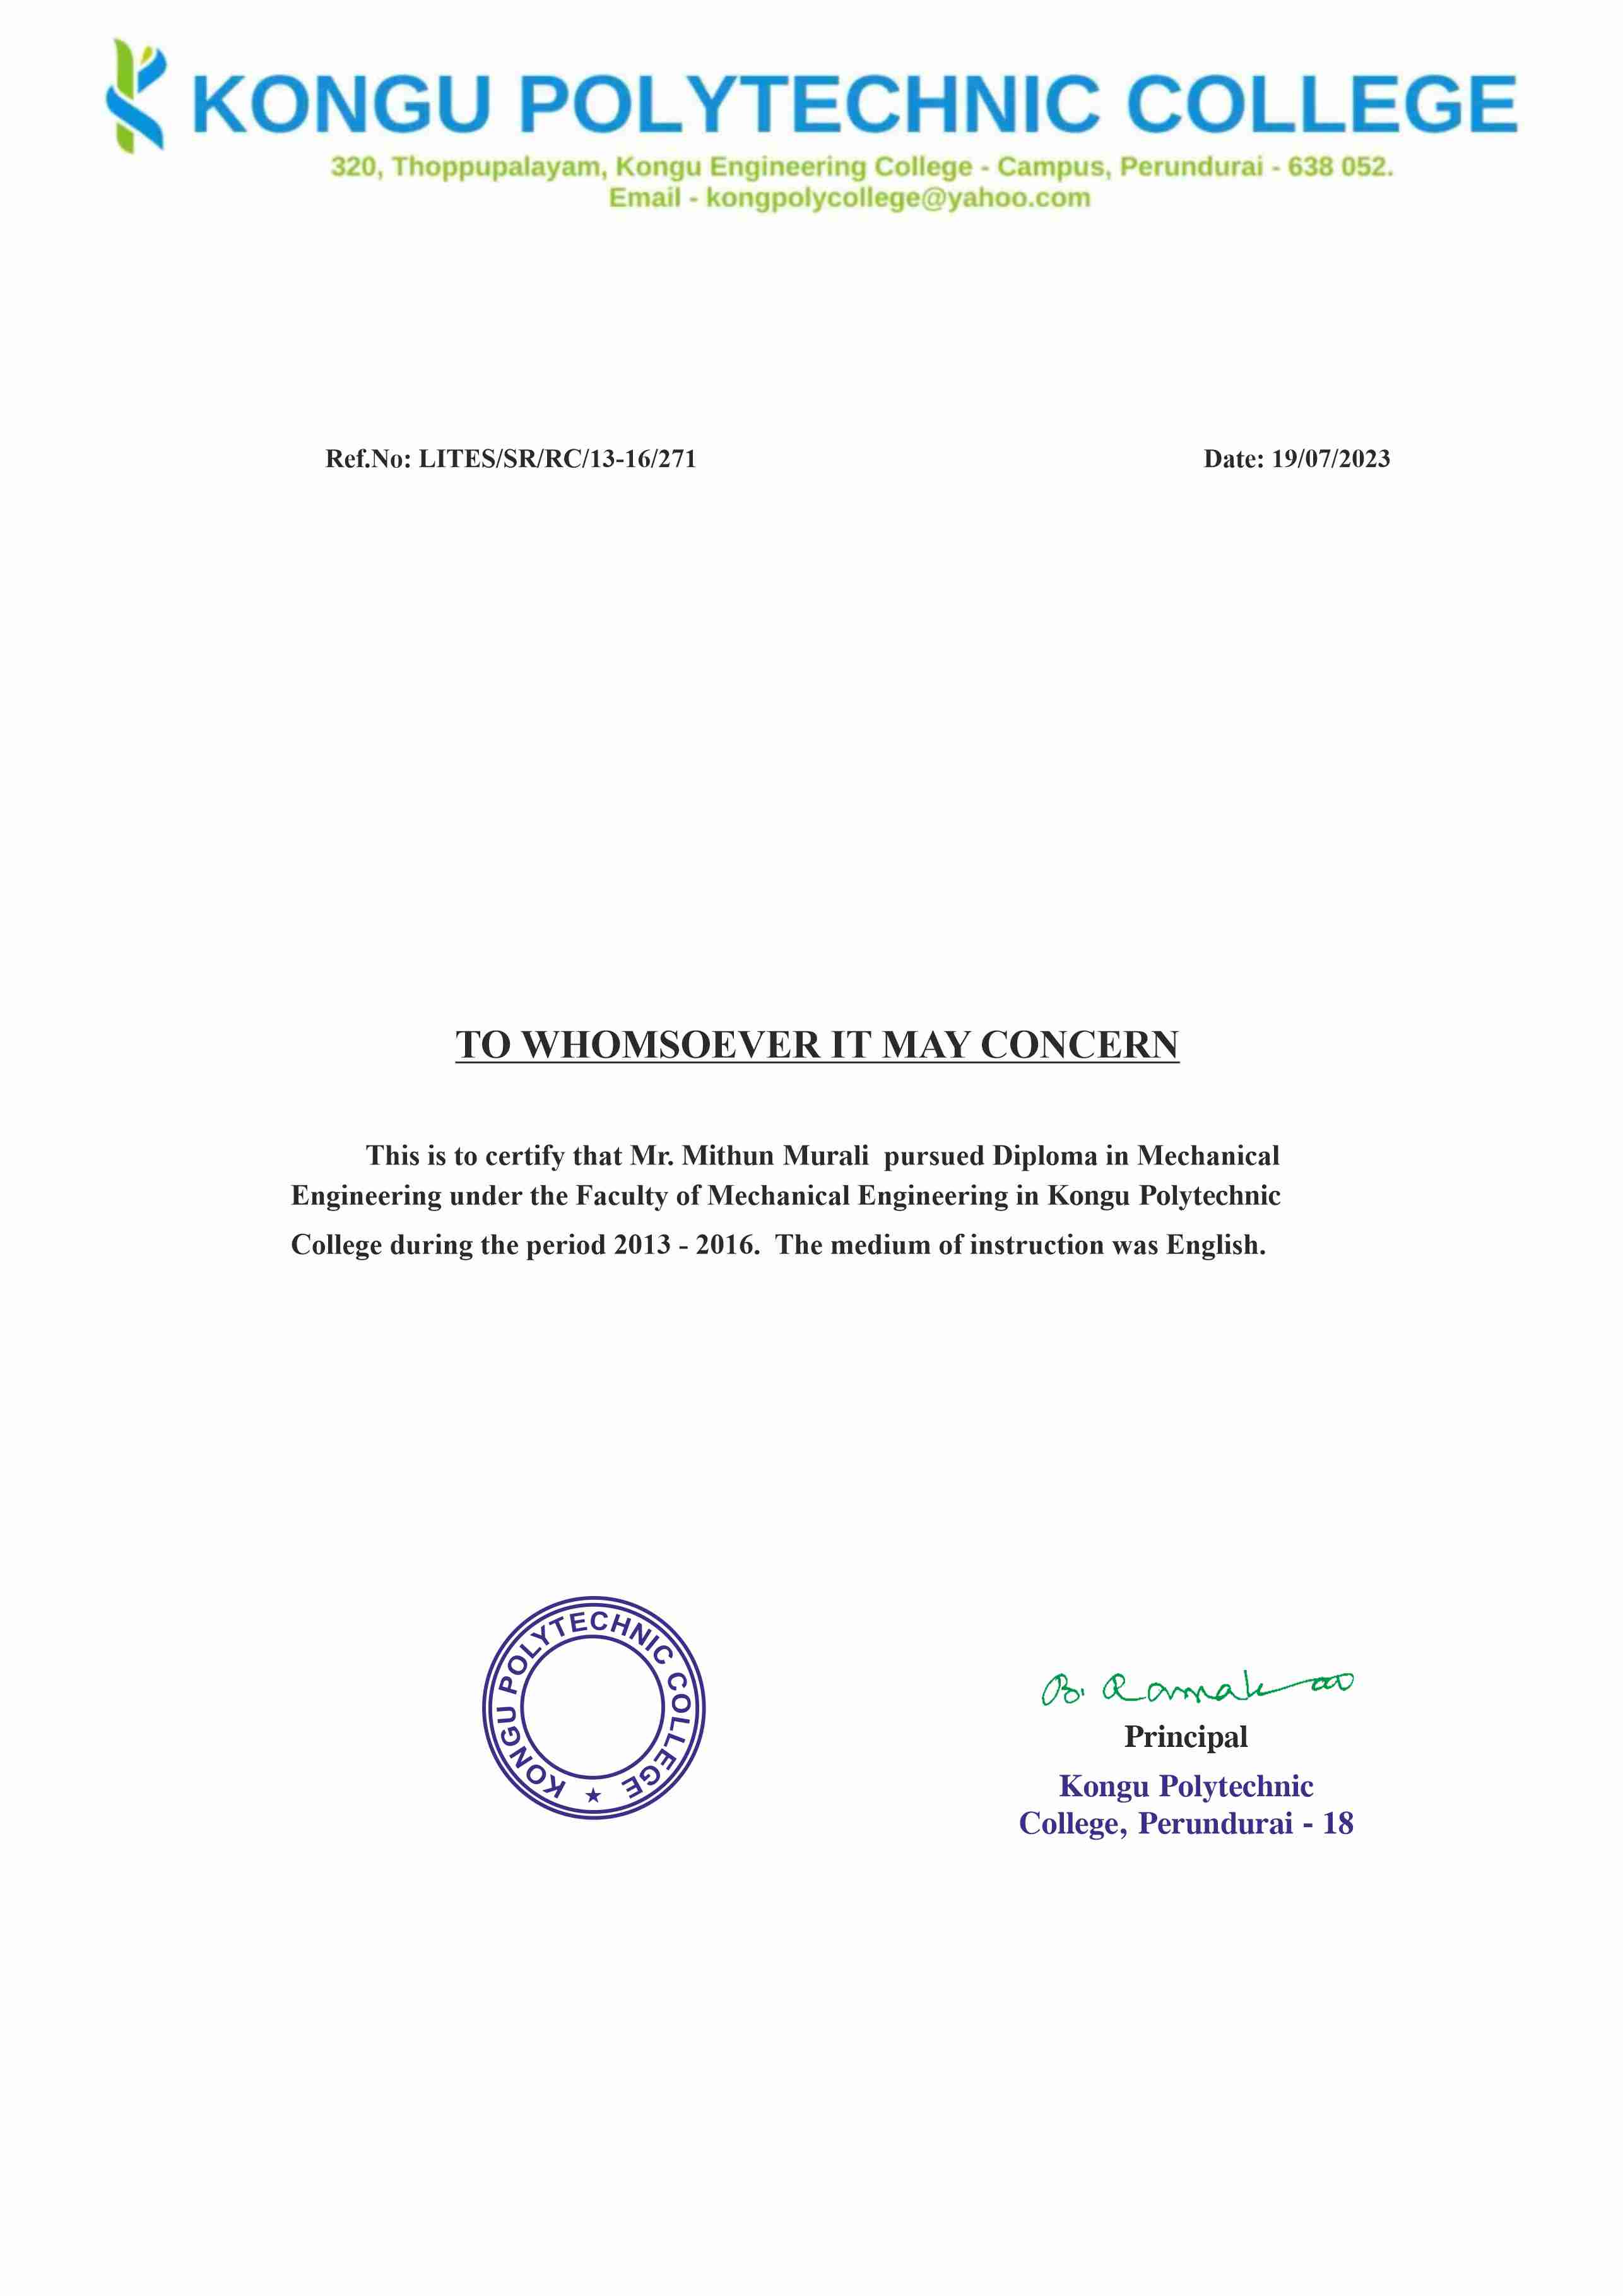 KONGU POLYTECHNIC COLLEGE
320, Thoppupalayam, Kongu Engineering College - Campus, Perundurai - 638 052.
Email - kongpolycollege@yahoo.com
Ref.No: LITES/SR/RC/13-16/271 Date: 19/07/2023
TO WHOMSOEVER IT MAY CONCERN
This is to certify that Mr. Mithun Murali pursued Diploma in Mechanical
Engineering under the Faculty of Mechanical Engineering in Kongu Polytechnic
College during the period 2013 - 2016. The medium of instruction was English.
KONGU POLYTECHNIC COLLEGE ★
Principal
Kongu Polytechnic
College, Perundurai - 18